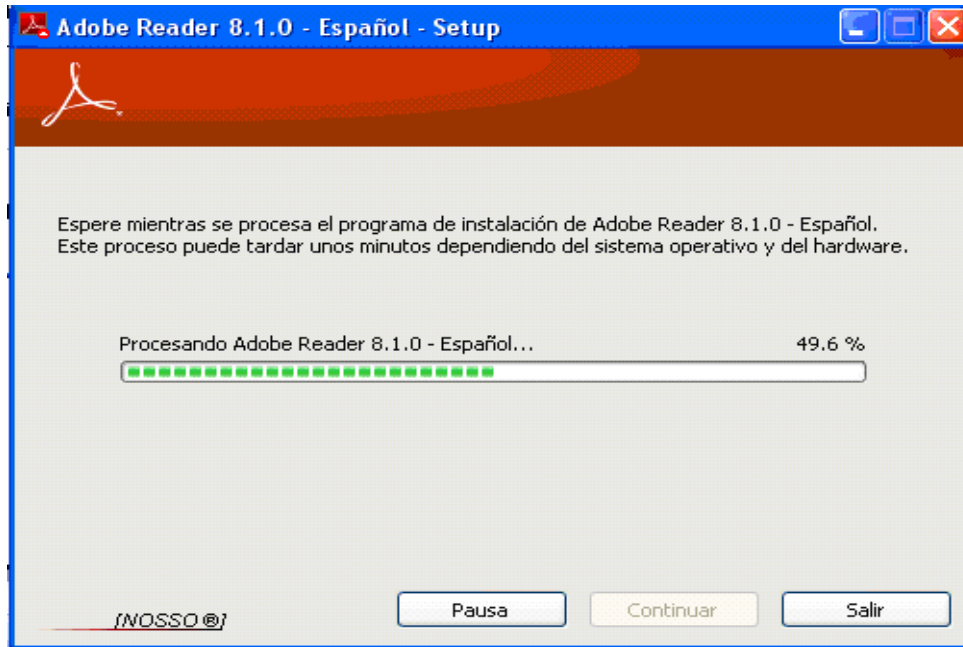 Adobe Reader 8.1.0 - Español - Setup
Espere mientras se procesa el programa de instalación de Adobe Reader 8.1.0 - Español.
Este proceso puede tardar unos minutos dependiendo del sistema operativo y del hardware.
Procesando Adobe Reader 8.1.0 - Español... 49.6 %
[NOSSO®] Pausa Continuar Salir